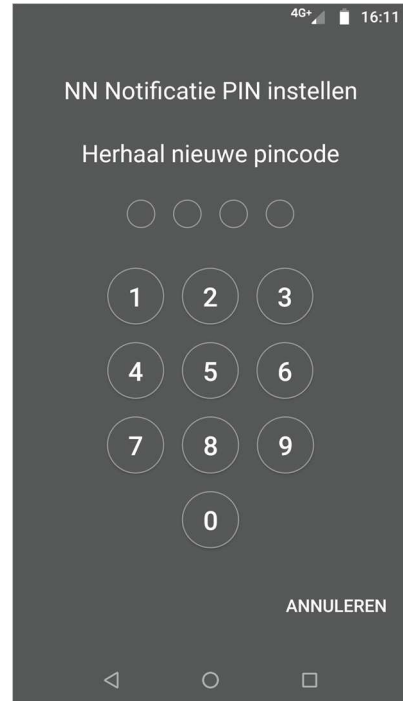 4G+ 16:11
NN Notificatie PIN instellen
Herhaal nieuwe pincode
1 2 3
4 5 6
7 8 9
0
ANNULEREN